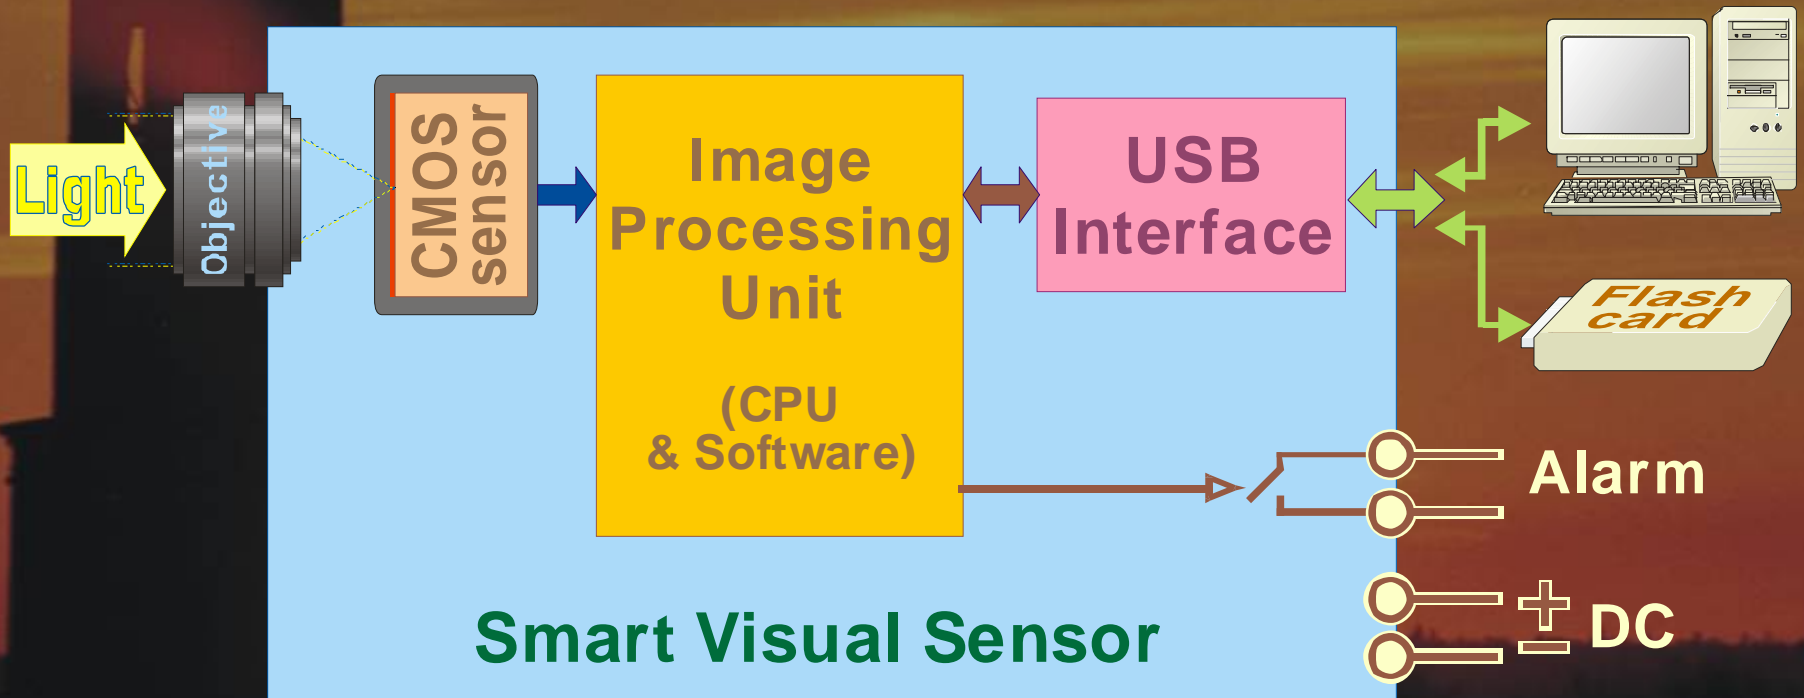 Light
Objective
CMOS
sensor
Image
Processing
Unit
(CPU
& Software)
USB
Interface
Flash
card
Alarm
± DC
Smart Visual Sensor